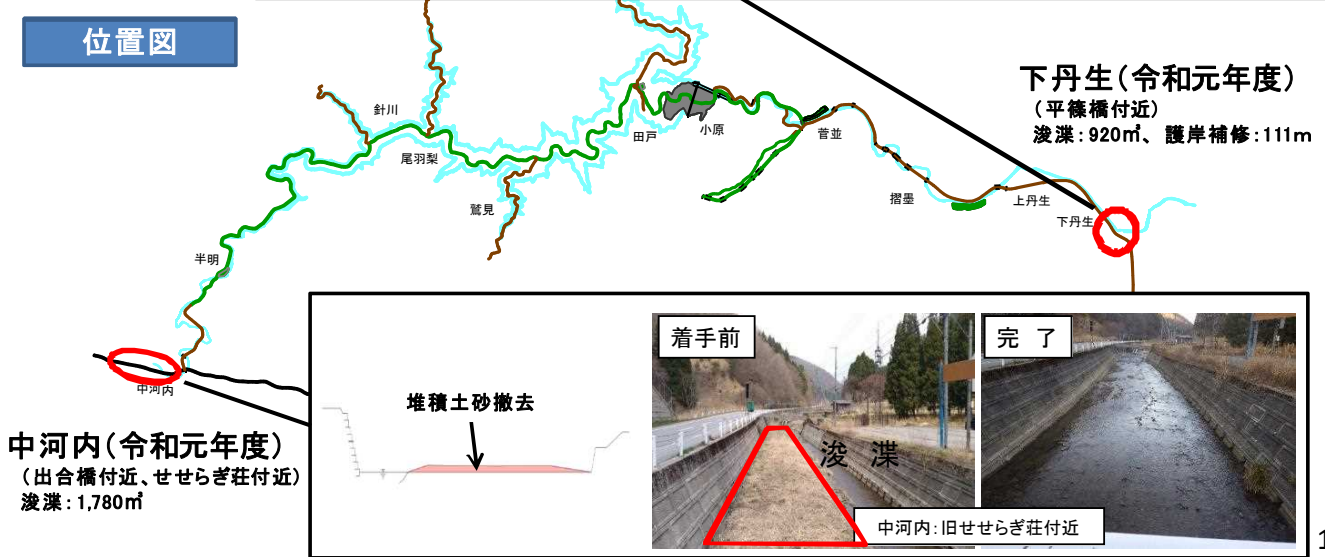 位置図
下丹生(令和元年度)
(平篠橋付近)
浚渫:920㎥、護岸補修:111m
針川
尾羽梨
鷲見
田戸
小原
菅並
摺墨
上丹生
下丹生
半明
中河内
中河内(令和元年度)
(出合橋付近、せせらぎ荘付近)
浚渫:1,780㎥
堆積土砂撤去
着手前
浚渫
中河内:旧せせらぎ荘付近
完了
1